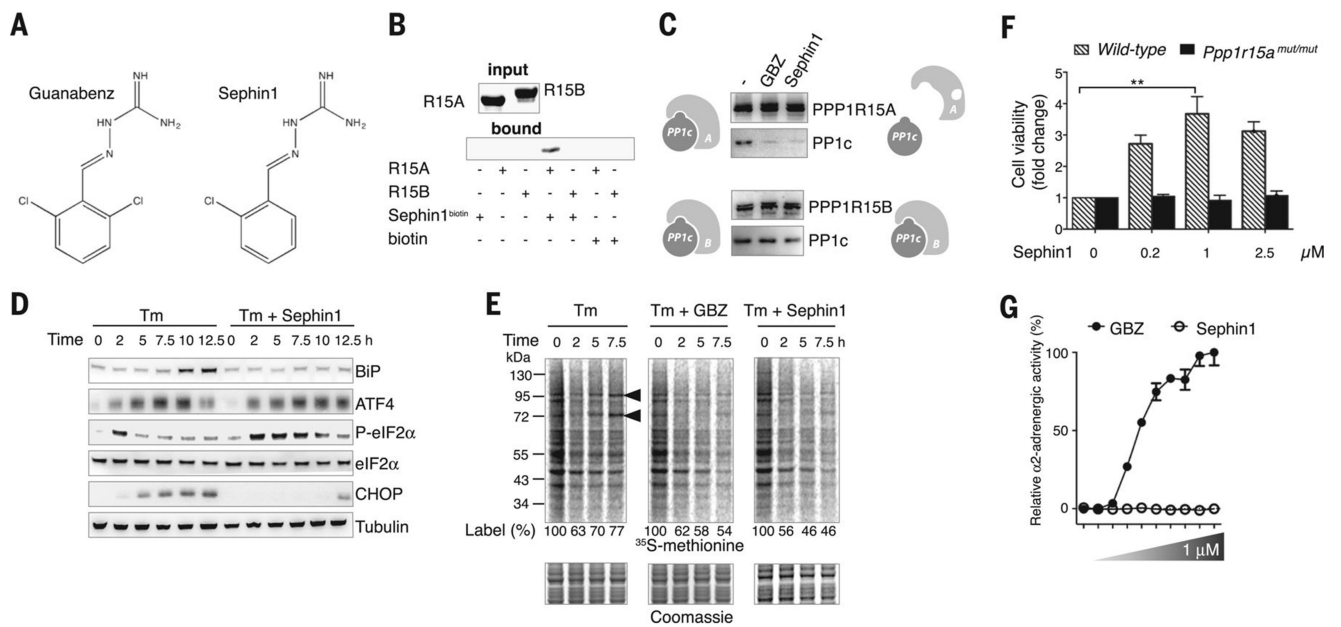 A
Guanabenz
NH
HN
NH2
N
Cl
Cl
Sephin1
NH
HN
NH2
N
Cl
B
input
R15A
R15B
bound
R15A - + - + - + -
R15B - - + - + - +
Sephin1biotin + - - + + - -
biotin - - - - - + +
C
- GBZ Sephin1
PP1c A
PPP1R15A
PP1c
A
PP1c
PP1c B
PPP1R15B
PP1c
PP1c B
D
Tm Tm + Sephin1
Time 0 2 5 7.5 10 12.5 0 2 5 7.5 10 12.5 h
BiP
ATF4
P-eIF2α
eIF2α
CHOP
Tubulin
E
Tm Tm + GBZ Tm + Sephin1
Time 0 2 5 7.5 0 2 5 7.5 0 2 5 7.5 h
kDa
130
95
72
55
43
34
Label (%) 100 63 70 77 100 62 58 54 100 56 46 46
35S-methionine
Coomassie
F
Wild-type Ppp1r15a mut/mut
**
Cell viability
(fold change)
5
4
3
2
1
0
Sephin1 0 0.2 1 2.5 μM
G
GBZ Sephin1
Relative α2-adrenergic activity (%)
100
50
0
1 μM